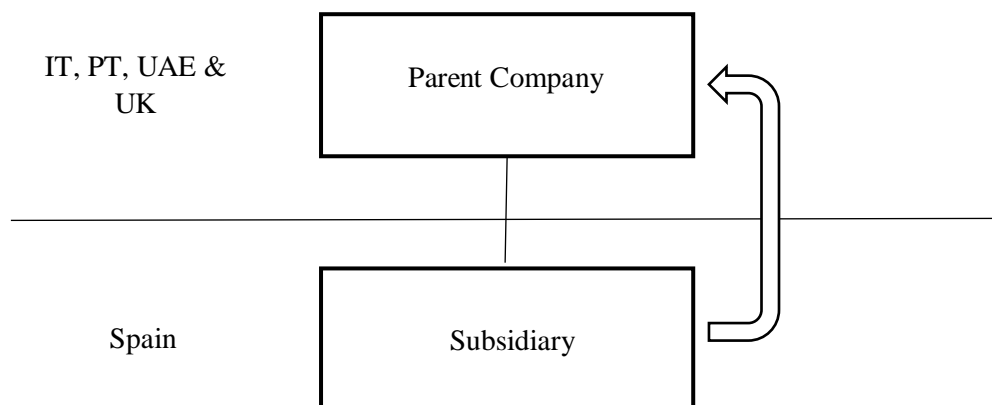 IT, PT, UAE &
UK
Parent Company
Spain
Subsidiary